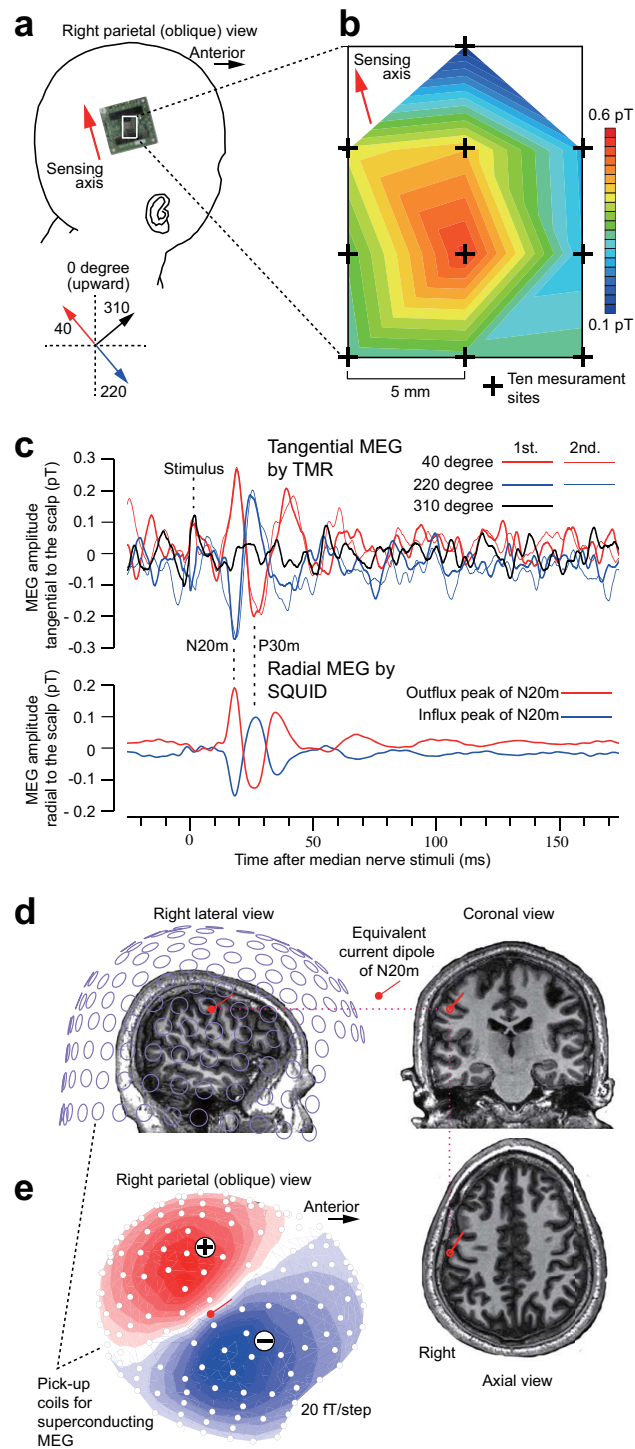 a
Right parietal (oblique) view
Anterior
Sensing
axis
0 degree
(upward)
310
40
220
b
Sensing
axis
0.6 pT
0.1 pT
5 mm
Ten mesurament
sites
c
Tangential MEG
by TMR
1st. 2nd.
40 degree
220 degree
310 degree
Stimulus
MEG amplitude
tangential to the scalp (pT)
0.3
0.2
0.1
0
-0.1
- 0.2
-0.3
N20m
P30m
Radial MEG by
SQUID
Outflux peak of N20m
Influx peak of N20m
MEG amplitude
radial to the scalp (pT)
0.2
0.1
0
-0.1
- 0.2
0 50 100 150
Time after median nerve stimuli (ms)
d
Right lateral view
Equivalent
current dipole
of N20m
Coronal view
e
Right parietal (oblique) view
Anterior
+
−
Pick-up
coils for
superconducting
MEG
20 fT/step
Right
Axial view